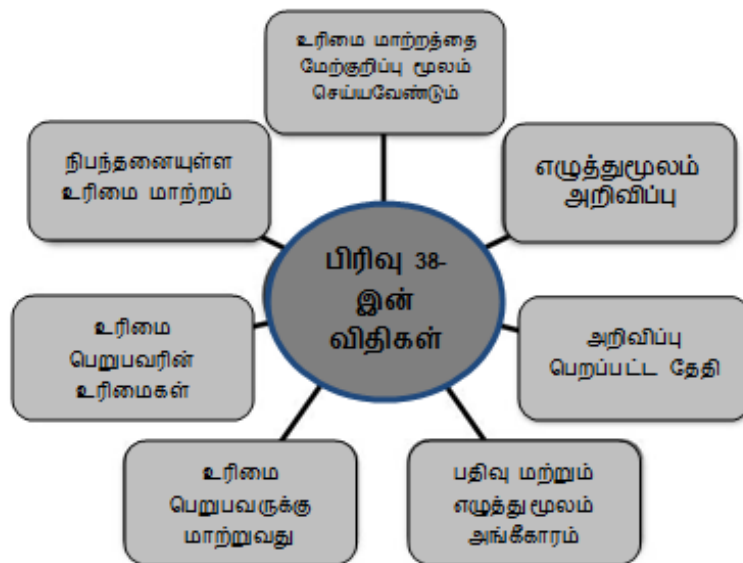 உரிமை மாற்றத்தை
மேற்குறிப்பு மூலம்
செய்யவேண்டும்
எழுத்துமூலம்
அறிவிப்பு
அறிவிப்பு
பெறப்பட்ட தேதி
பதிவு மற்றும்
எழுத்துமூலம்
அங்கீகாரம்
உரிமை
பெறுபவருக்கு
மாற்றுவது
உரிமை
பெறுபவரின்
உரிமைகள்
நிபந்தனையுள்ள
உரிமை மாற்றம்
பிரிவு 38-
இன்
விதிகள்